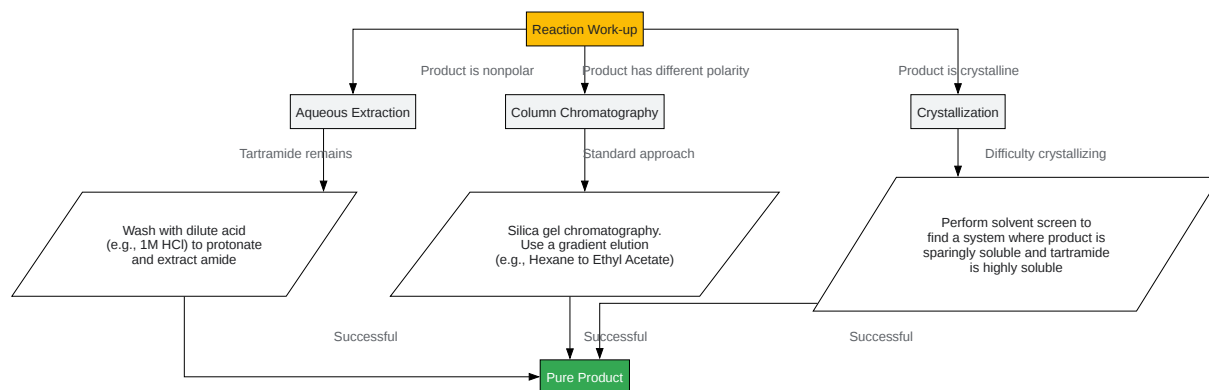 Reaction Work-up
Product is nonpolar
Product has different polarity
Product is crystalline
Aqueous Extraction
Column Chromatography
Crystallization
Tartramide remains
Standard approach
Difficulty crystallizing
Wash with dilute acid
(e.g., 1M HCl) to protonate
and extract amide
Silica gel chromatography.
Use a gradient elution
(e.g., Hexane to Ethyl Acetate)
Perform solvent screen to
find a system where product is
sparingly soluble and tartramide
is highly soluble
Successful
Successful
Successful
Pure Product